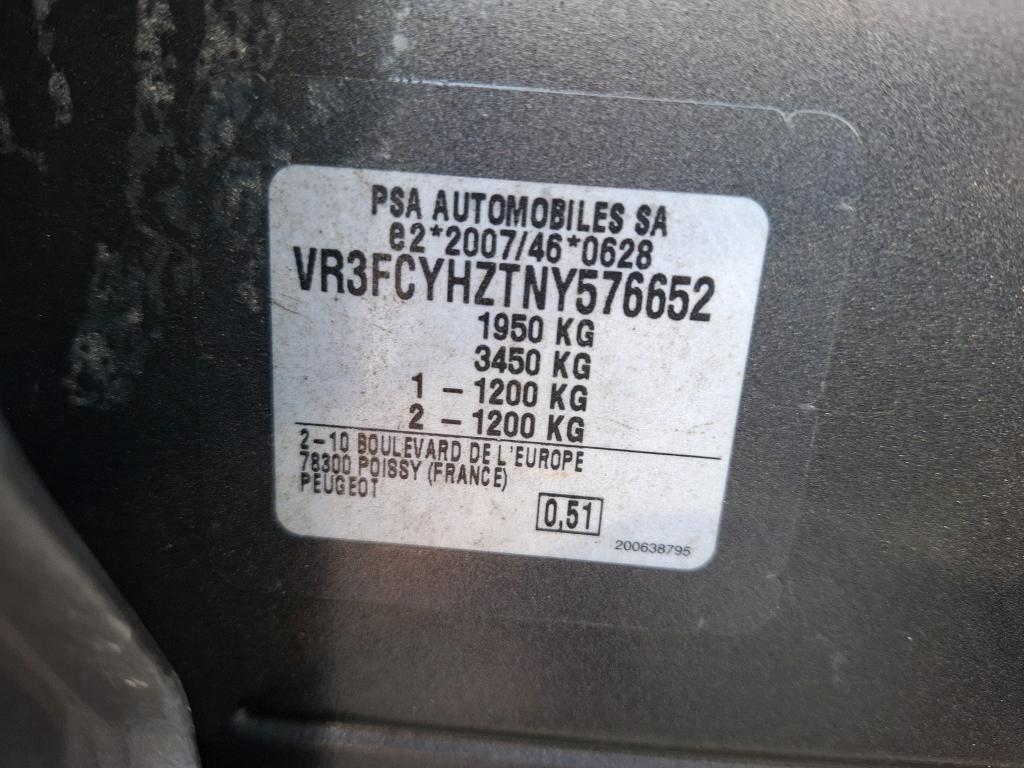 PSA AUTOMOBILES SA
e2*2007/46*0628
VR3FCYHZTNY576652
1950 KG
3450 KG
1 – 1200 KG
2 – 1200 KG
2–10 BOULEVARD DE L'EUROPE
78300 POISSY (FRANCE)
PEUGEOT
0,51
200638795